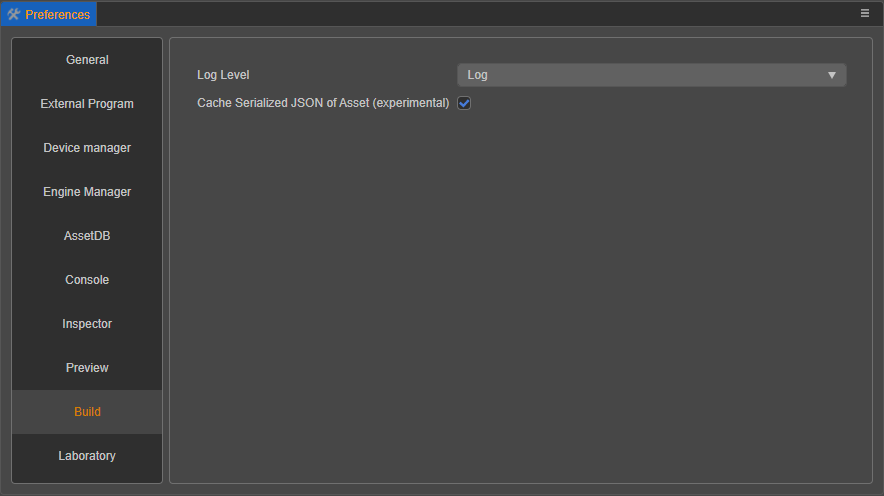 Preferences
General
External Program
Device manager
Engine Manager
AssetDB
Console
Inspector
Preview
Build
Laboratory
Log Level
Log
Cache Serialized JSON of Asset (experimental)